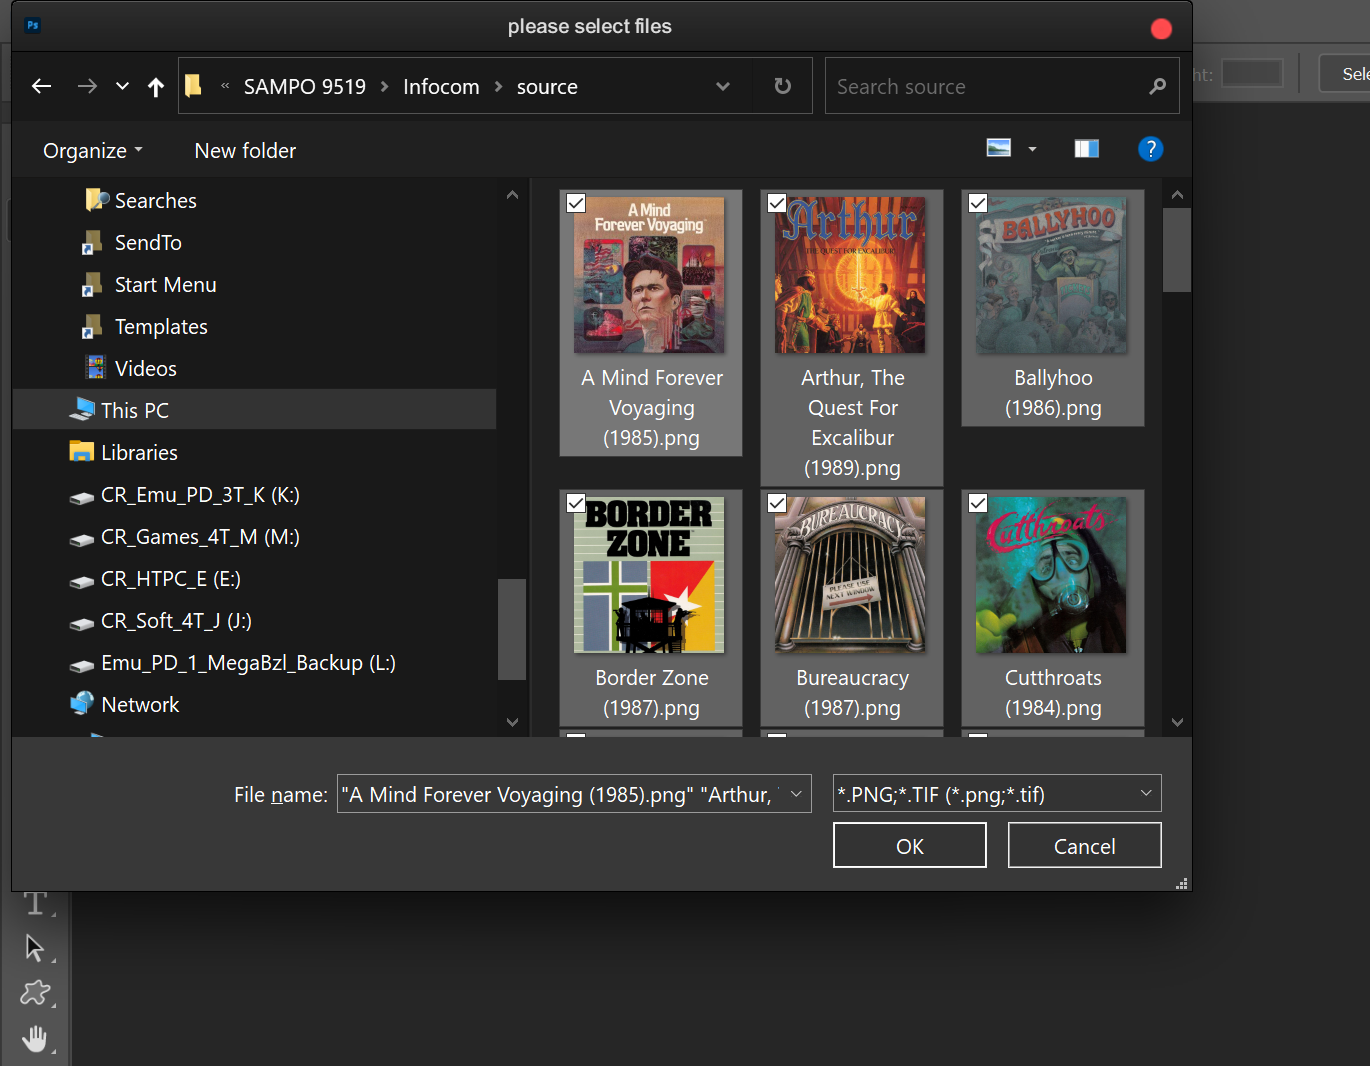 Ps
please select files
« SAMPO 9519 > Infocom > source
Search source
ht:
Sele
Organize
New folder
?
Searches
SendTo
Start Menu
Templates
Videos
This PC
Libraries
CR_Emu_PD_3T_K (K:)
CR_Games_4T_M (M:)
CR_HTPC_E (E:)
CR_Soft_4T_J (J:)
Emu_PD_1_MegaBzl_Backup (L:)
Network
A Mind
Forever Voyaging
A Mind Forever
Voyaging
(1985).png
Arthur
THE QUEST FOR EXCALIBUR
Arthur, The
Quest For
Excalibur
(1989).png
BALLYHOO
Ballyhoo
(1986).png
BORDER
ZONE
Border Zone
(1987).png
BUREAUCRACY
PLEASE USE
NEXT WINDOW
Bureaucracy
(1987).png
Cutthroats
Cutthroats
(1984).png
File name:
"A Mind Forever Voyaging (1985).png" "Arthur,
*.PNG;*.TIF (*.png;*.tif)
OK
Cancel
T